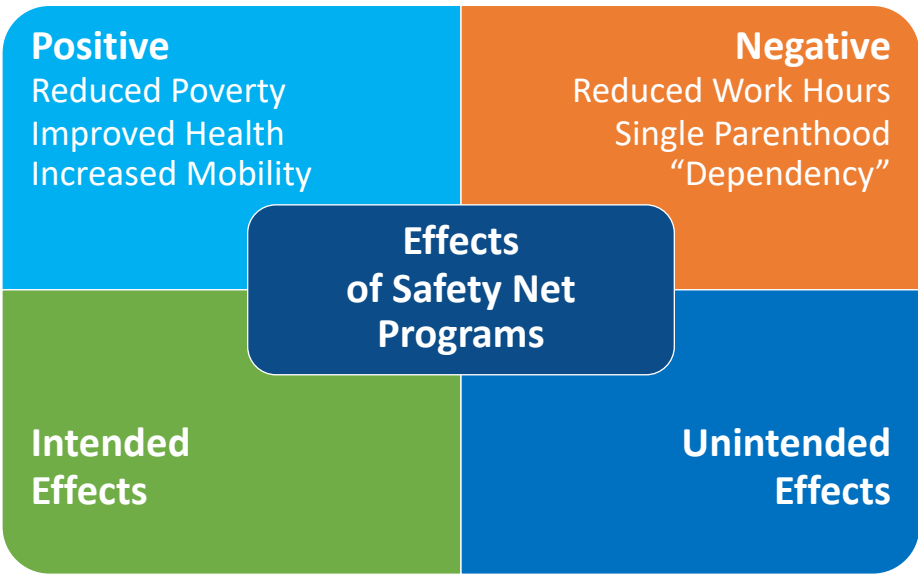 Positive
Reduced Poverty
Improved Health
Increased Mobility
Negative
Reduced Work Hours
Single Parenthood
“Dependency”
Effects
of Safety Net
Programs
Intended
Effects
Unintended
Effects